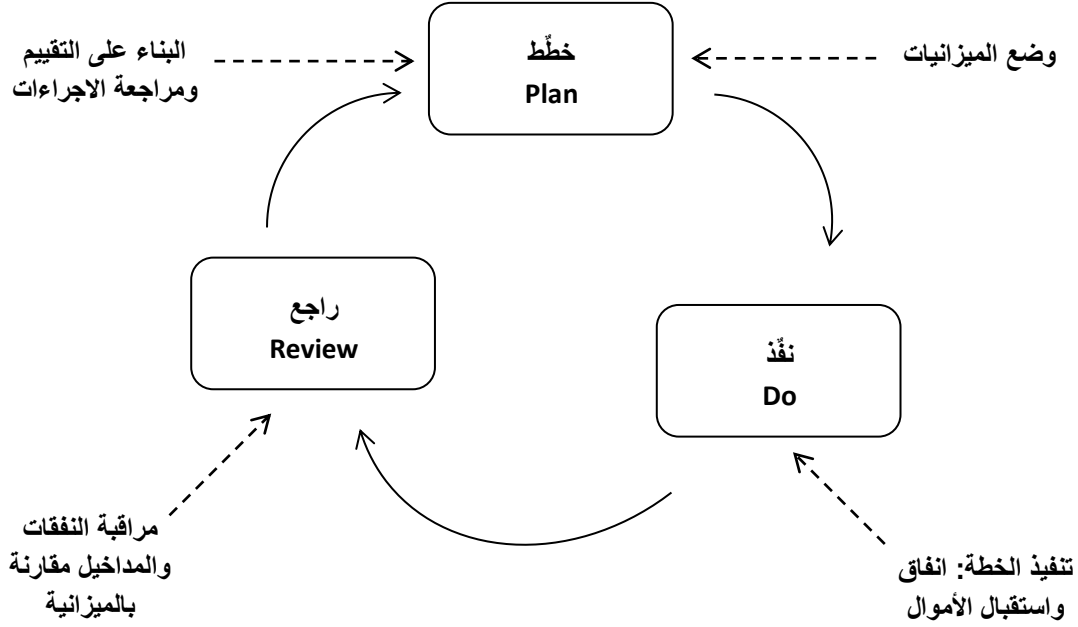 خطٌط
Plan
وضع الميزانيات
البناء على التقييم
ومراجعة الاجراءات
نفٌذ
Do
تنفيذ الخطة: انفاق
واستقبال الأموال
راجع
Review
مراقبة النفقات
والمداخيل مقارنة
بالميزانية